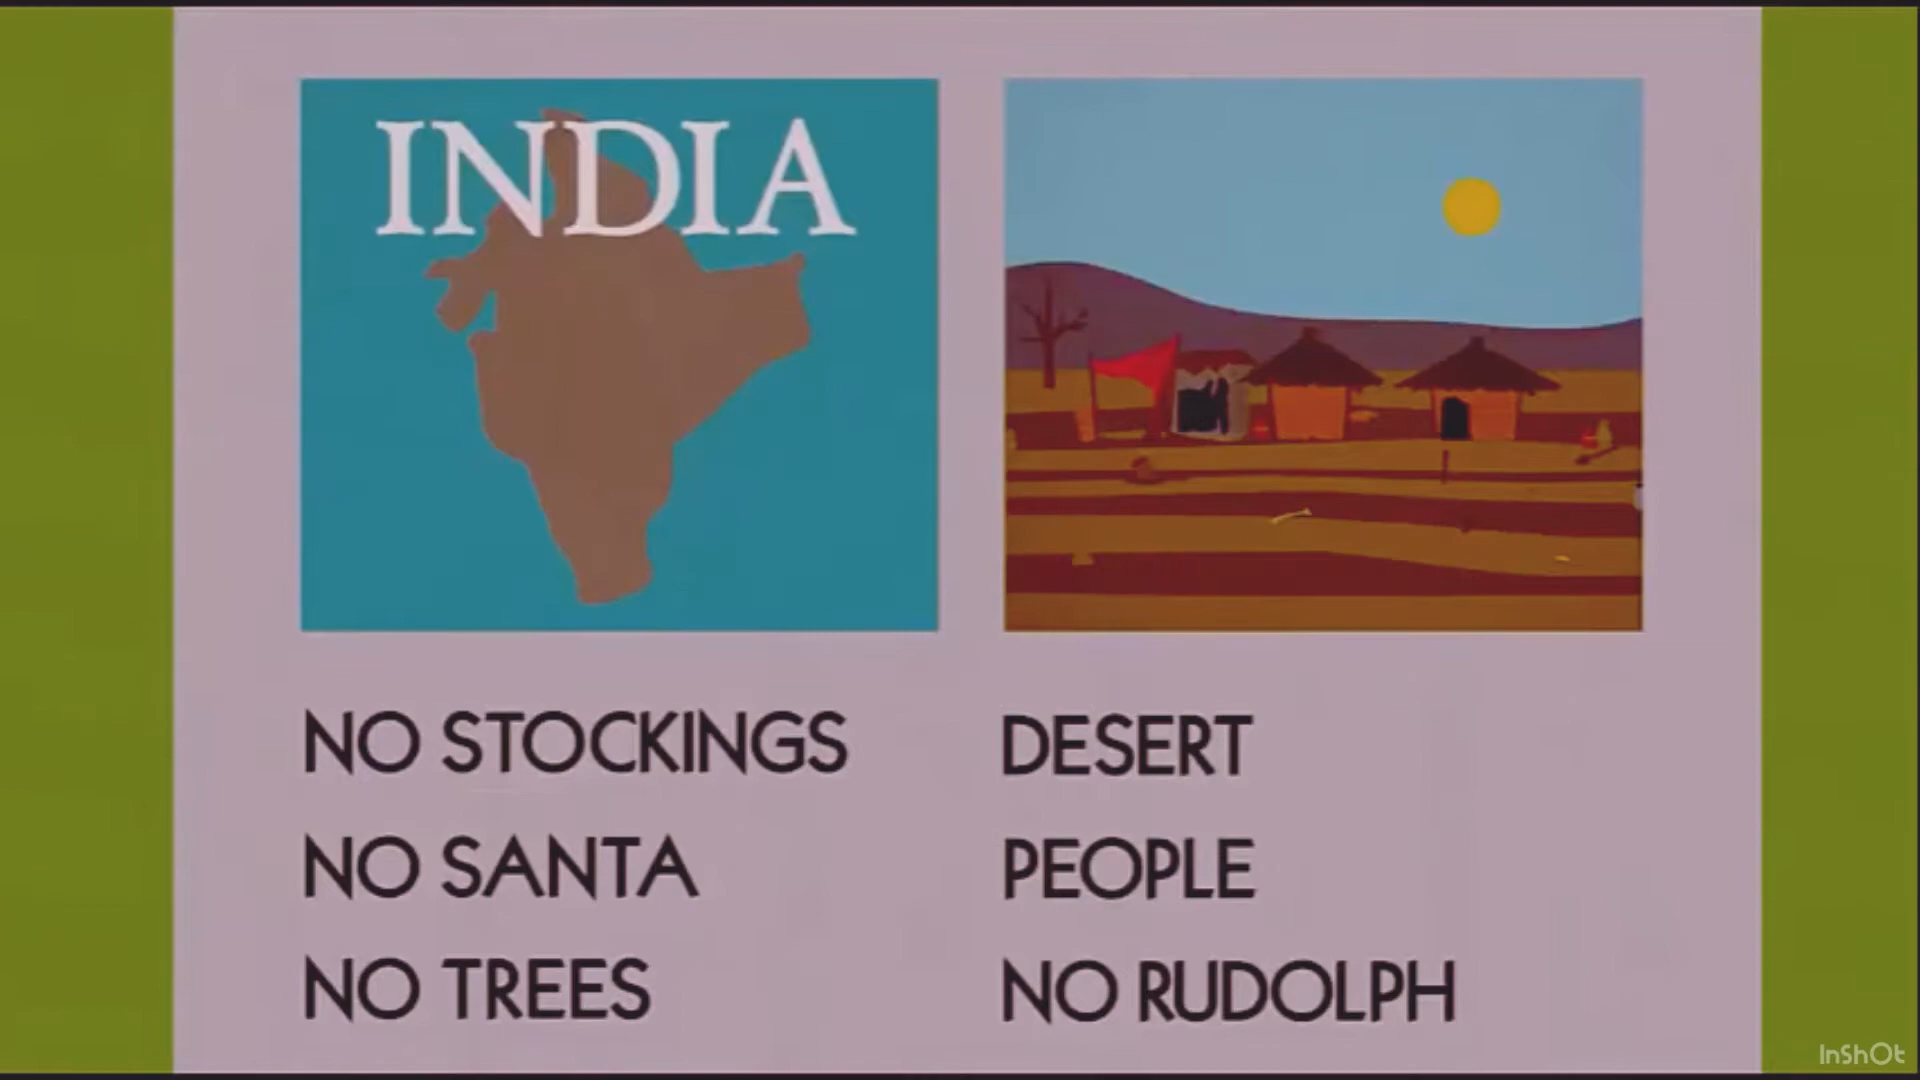 INDIA
NO STOCKINGS
NO SANTA
NO TREES
DESERT
PEOPLE
NO RUDOLPH
InShOt